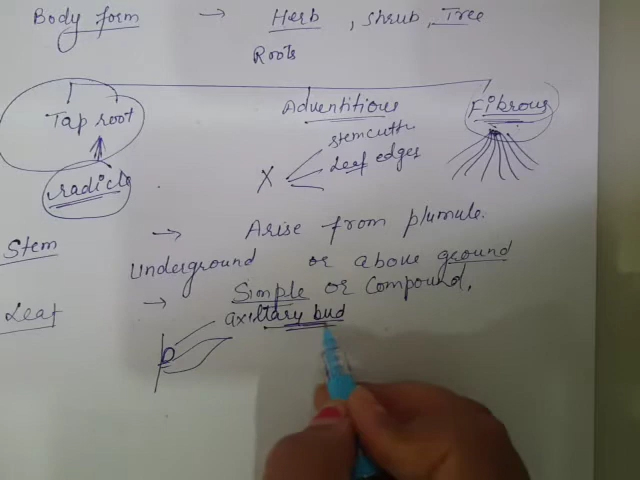 Body form → Herb, Shrub, Tree
Roots
Tap root Adventitious Fibrous
stemcutt
X leaf edges
radicle
Stem → Arise from plumule.
Underground or above ground
Leaf → Simple or Compound,
axillary bud